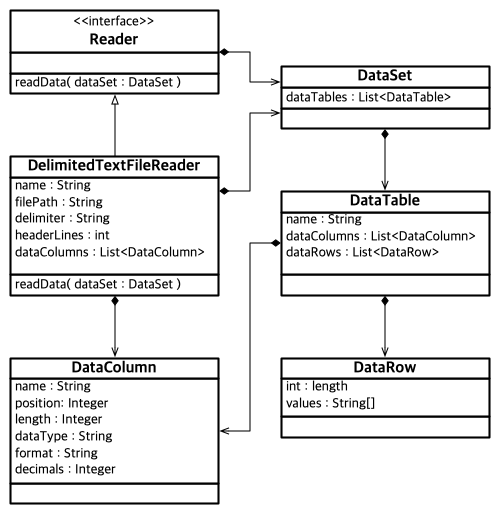 <<interface>>
Reader
readData( dataSet : DataSet )
DataSet
dataTables : List<DataTable>
DelimitedTextFileReader
name : String
filePath : String
delimiter : String
headerLines : int
dataColumns : List<DataColumn>
readData( dataSet : DataSet )
DataTable
name : String
dataColumns : List<DataColumn>
dataRows : List<DataRow>
DataColumn
name : String
position: Integer
length : Integer
dataType : String
format : String
decimals : Integer
DataRow
int : length
values : String[]